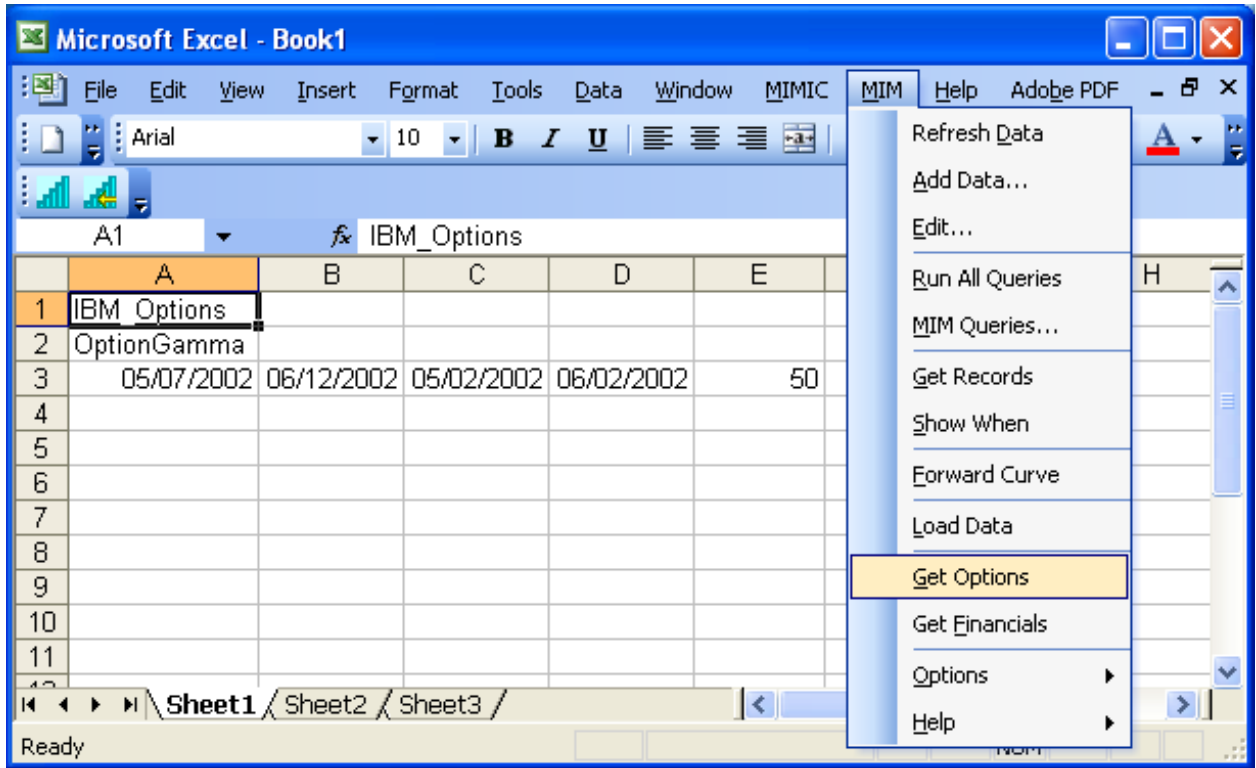 Microsoft Excel - Book1
File Edit View Insert Format Tools Data Window MIMIC MIM Help Adobe PDF
Arial 10 B I U A
A1 fx IBM_Options
A B C D E H
1 IBM_Options
2 OptionGamma
3 05/07/2002 06/12/2002 05/02/2002 06/02/2002 50
4
5
6
7
8
9
10
11
Refresh Data
Add Data...
Edit...
Run All Queries
MIM Queries...
Get Records
Show When
Forward Curve
Load Data
Get Options
Get Financials
Options
Help
Sheet1 Sheet2 Sheet3
Ready